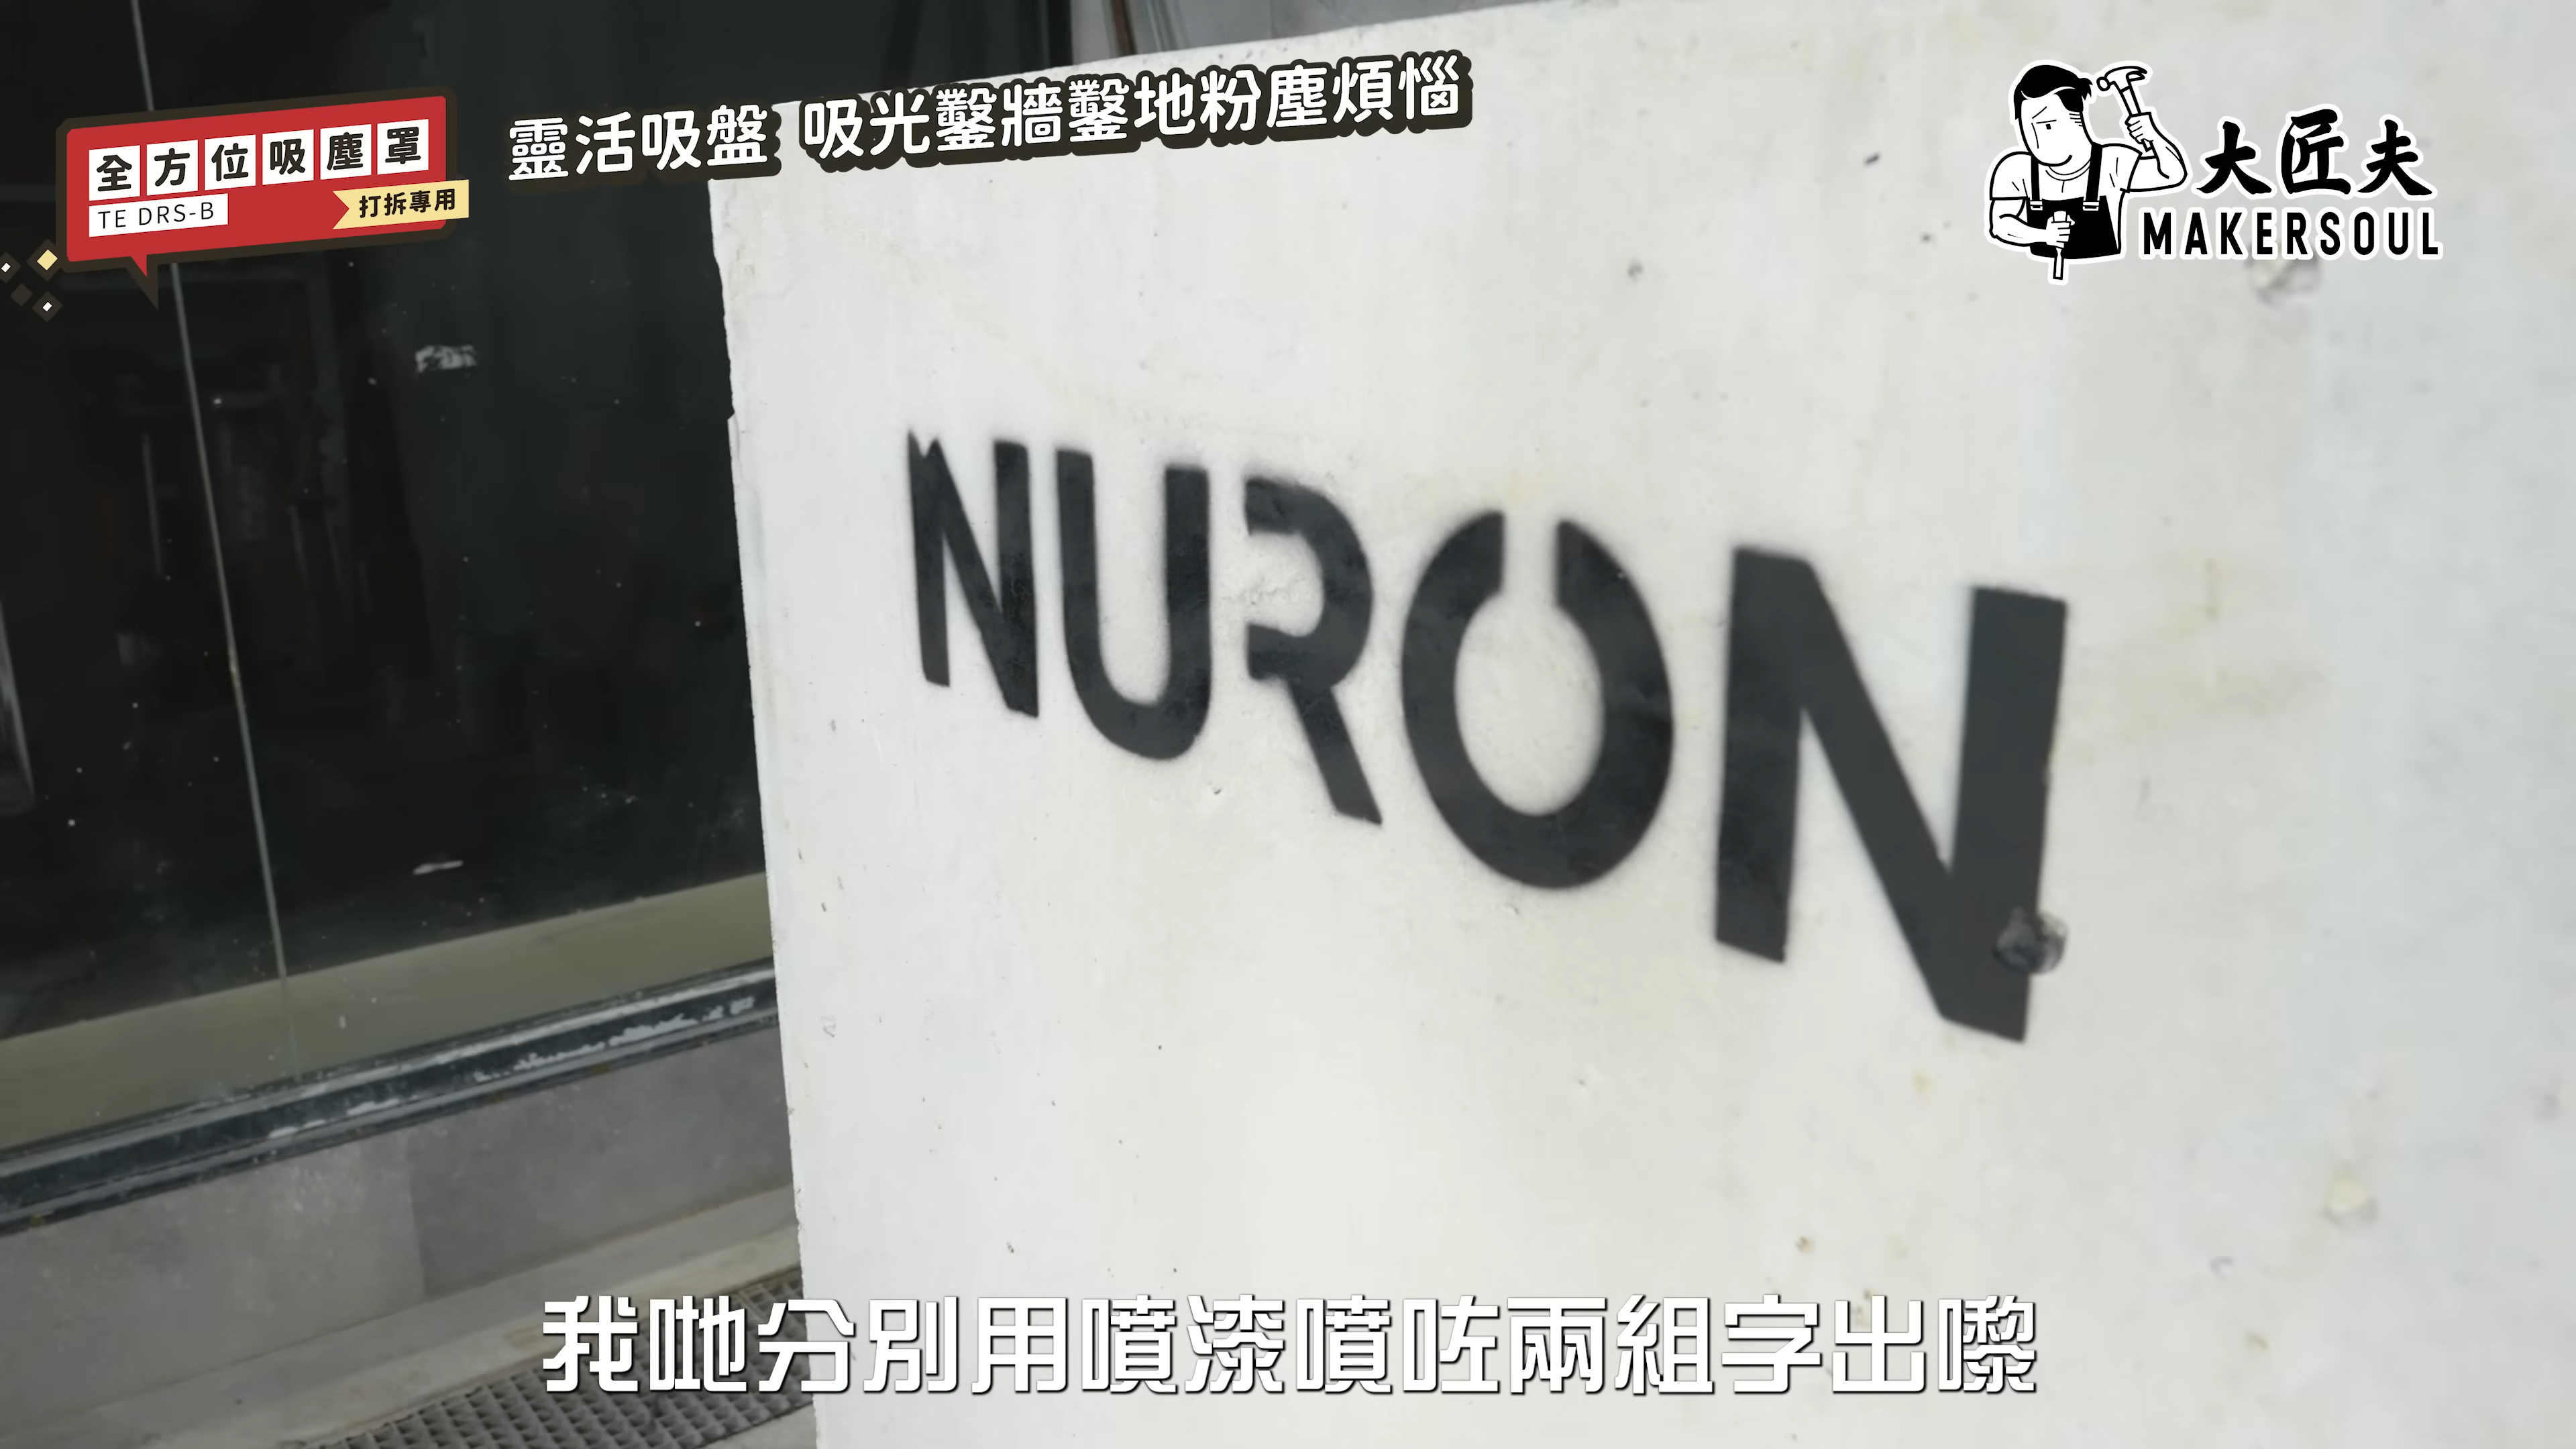 全方位吸塵罩
TE DRS-B
打拆專用
靈活吸盤 吸光鑿牆鑿地粉塵煩惱
大匠夫
MAKERSOUL
NURON
我哋分別用噴漆噴咗兩組字出嚟